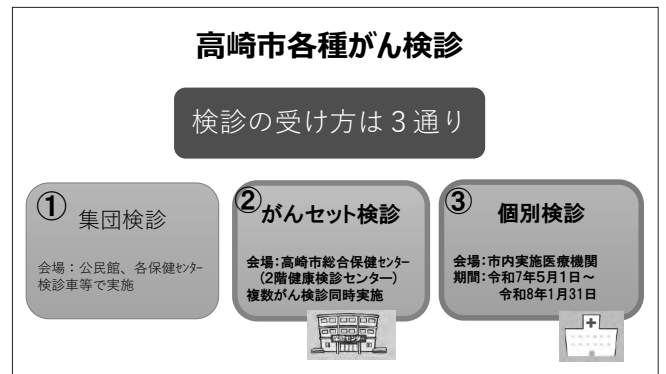 高崎市各種がん検診
検診の受け方は３通り
①
集団検診
会場：公民館、各保健ｾﾝﾀｰ
検診車等で実施
②
がんセット検診
会場：高崎市総合保健ｾﾝﾀｰ
（2階健康検診センター）
複数がん検診同時実施
③
個別検診
会場：市内実施医療機関
期間：令和7年5月1日～
令和8年1月31日